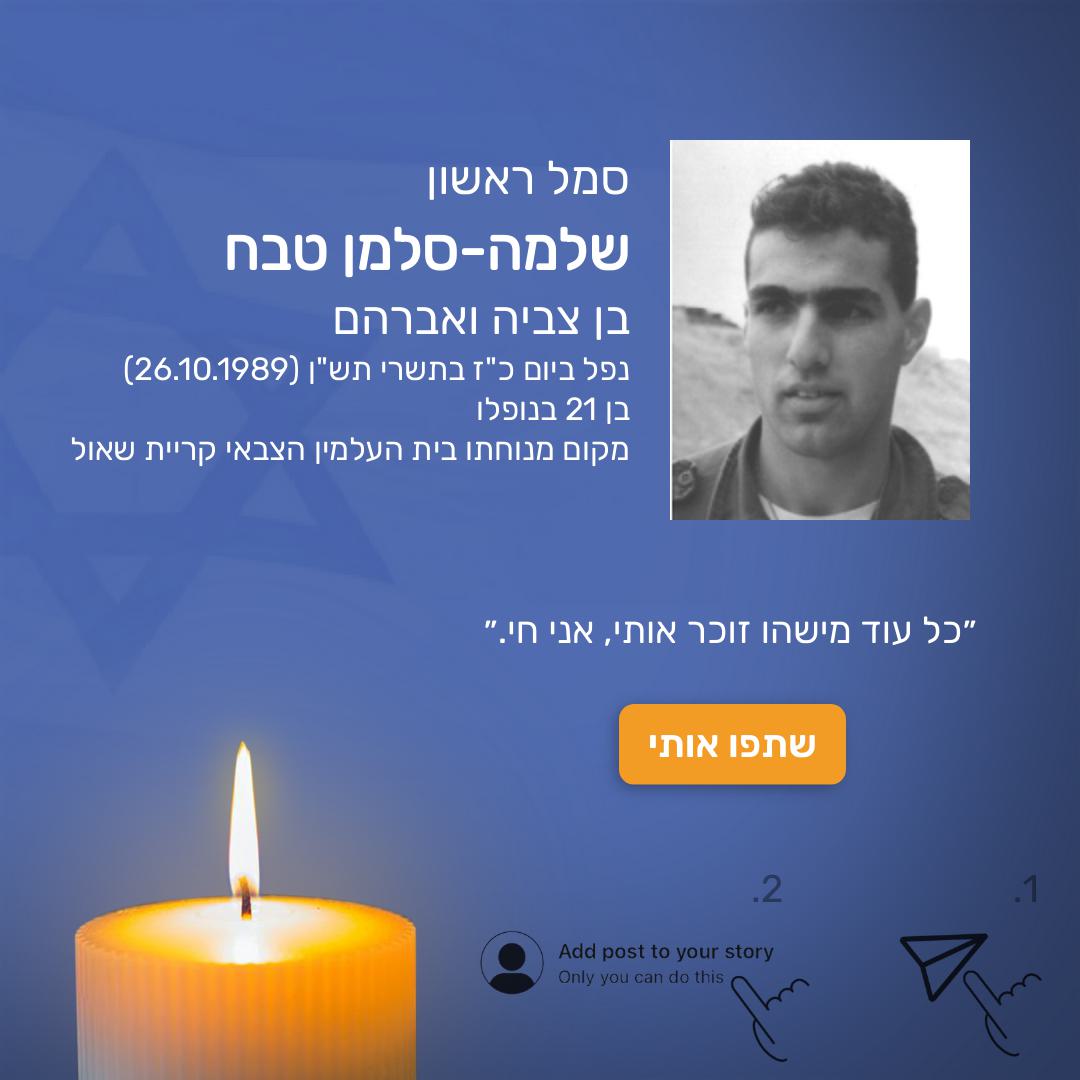 סמל ראשון
שלמה-סלמן טבח
בן צביה ואברהם
נפל ביום כ"ז בתשרי תש"ן (26.10.1989)
בן 21 בנופלו
מקום מנוחתו בית העלמין הצבאי קריית שאול
״כל עוד מישהו זוכר אותי, אני חי.״
שתפו אותי
1.
2.
Add post to your story
Only you can do this